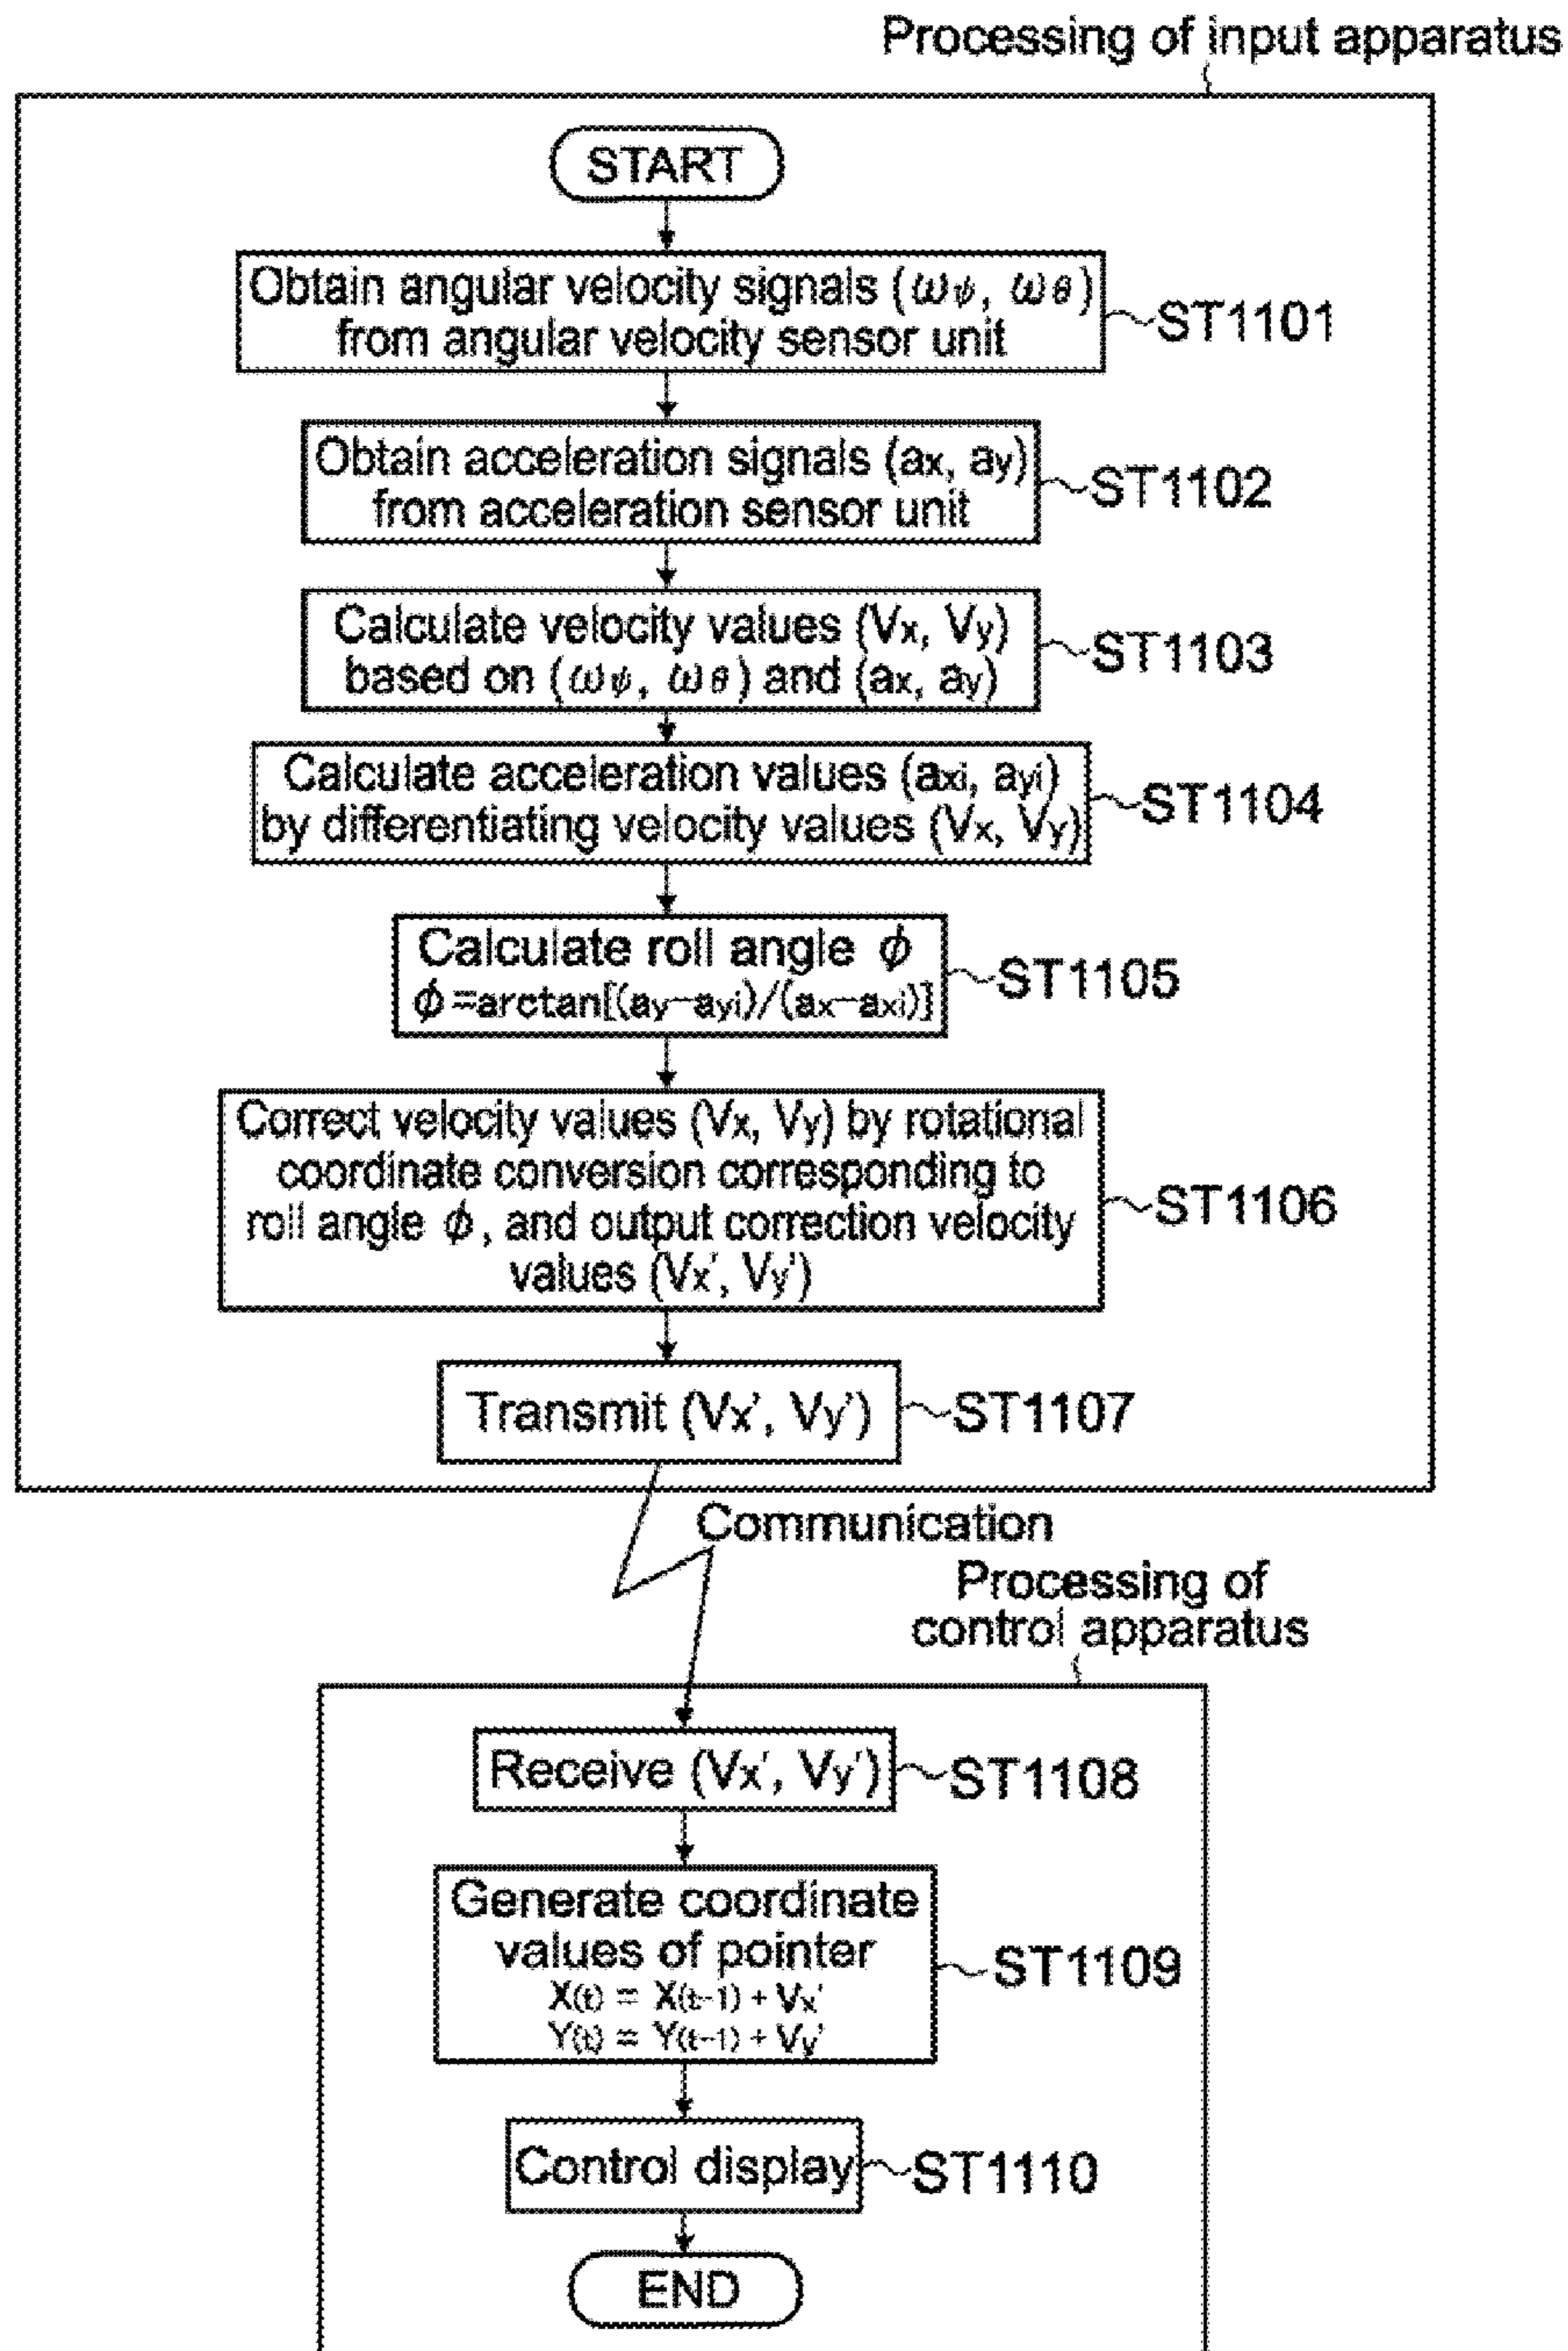 Processing of input apparatus
START
Obtain angular velocity signals (ωψ, ωθ)
from angular velocity sensor unit
ST1101
Obtain acceleration signals (ax, ay)
from acceleration sensor unit
ST1102
Calculate velocity values (Vx, Vy)
based on (ωψ, ωθ) and (ax, ay)
ST1103
Calculate acceleration values (axi, ayi)
by differentiating velocity values (Vx, Vy)
ST1104
Calculate roll angle ϕ
ϕ=arctan[(ay−ayi)/(ax−axi)]
ST1105
Correct velocity values (Vx, Vy) by rotational
coordinate conversion corresponding to
roll angle ϕ, and output correction velocity
values (Vx', Vy')
ST1106
Transmit (Vx', Vy')
ST1107
Communication
Processing of
control apparatus
Receive (Vx', Vy')
ST1108
Generate coordinate
values of pointer
X(t) = X(t−1) + Vx'
Y(t) = Y(t−1) + Vy'
ST1109
Control display
ST1110
END